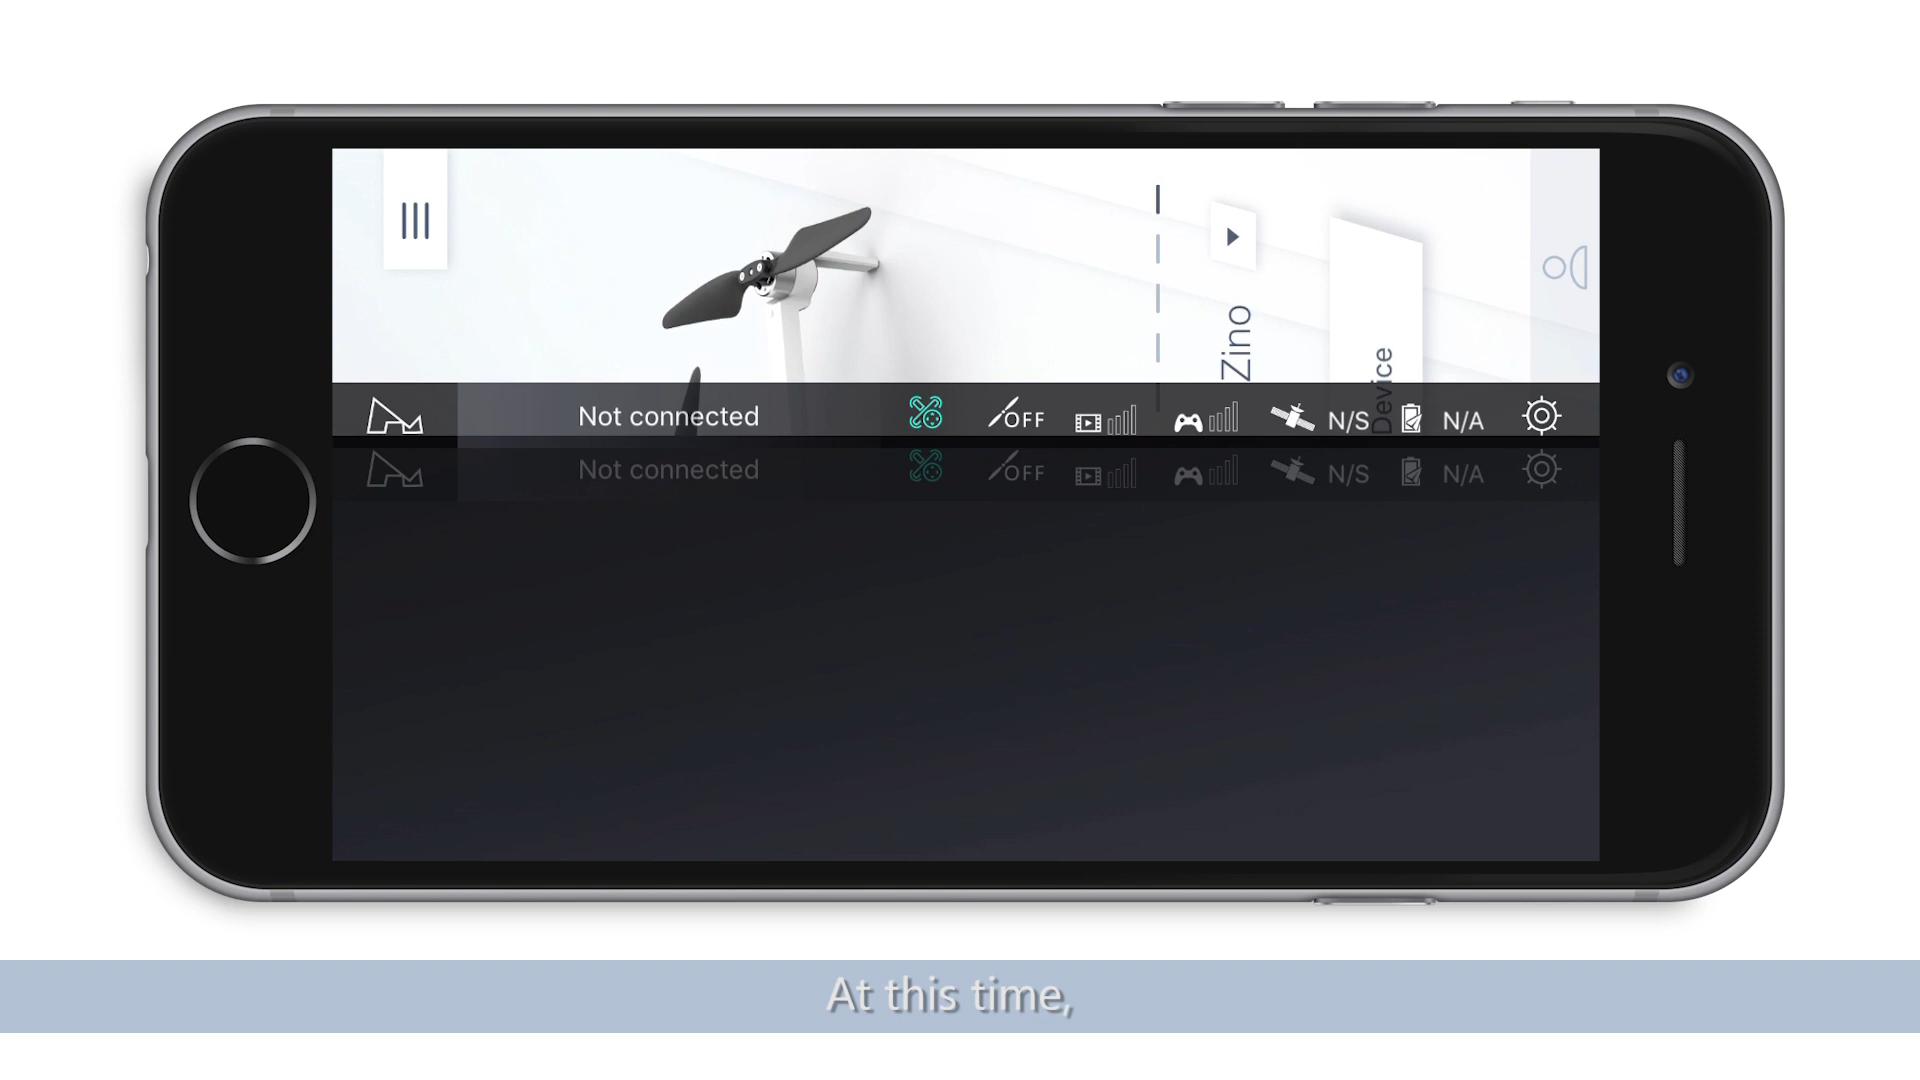 Zino
Device
Not connected
OFF
N/S
N/A
Not connected
OFF
N/S
N/A
At this time,